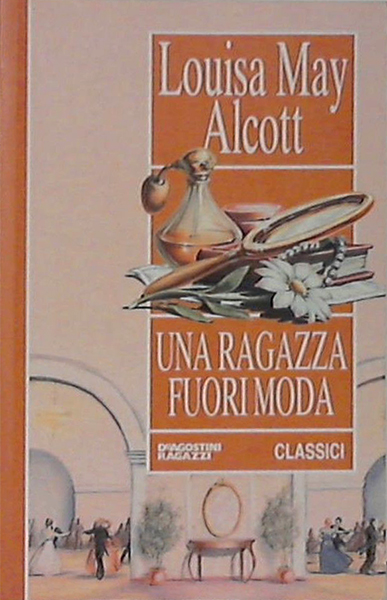 Louisa May
Alcott
UNA RAGAZZA
FUORI MODA
DEAGOSTINI
RAGAZZI
CLASSICI